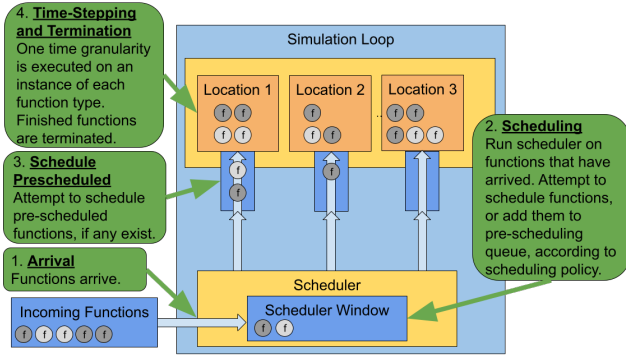 4. Time-Stepping
and Termination
One time granularity
is executed on an
instance of each
function type.
Finished functions
are terminated.
3. Schedule
Prescheduled
Attempt to schedule
pre-scheduled
functions, if any exist.
1. Arrival
Functions arrive.
Incoming Functions
f f f f f
Simulation Loop
Location 1
f f
f f
Location 2
f
f f
...
Location 3
f f
f f f
f
f
f
Scheduler
Scheduler Window
f f
2. Scheduling
Run scheduler on
functions that have
arrived. Attempt to
schedule functions,
or add them to
pre-scheduling
queue, according to
scheduling policy.